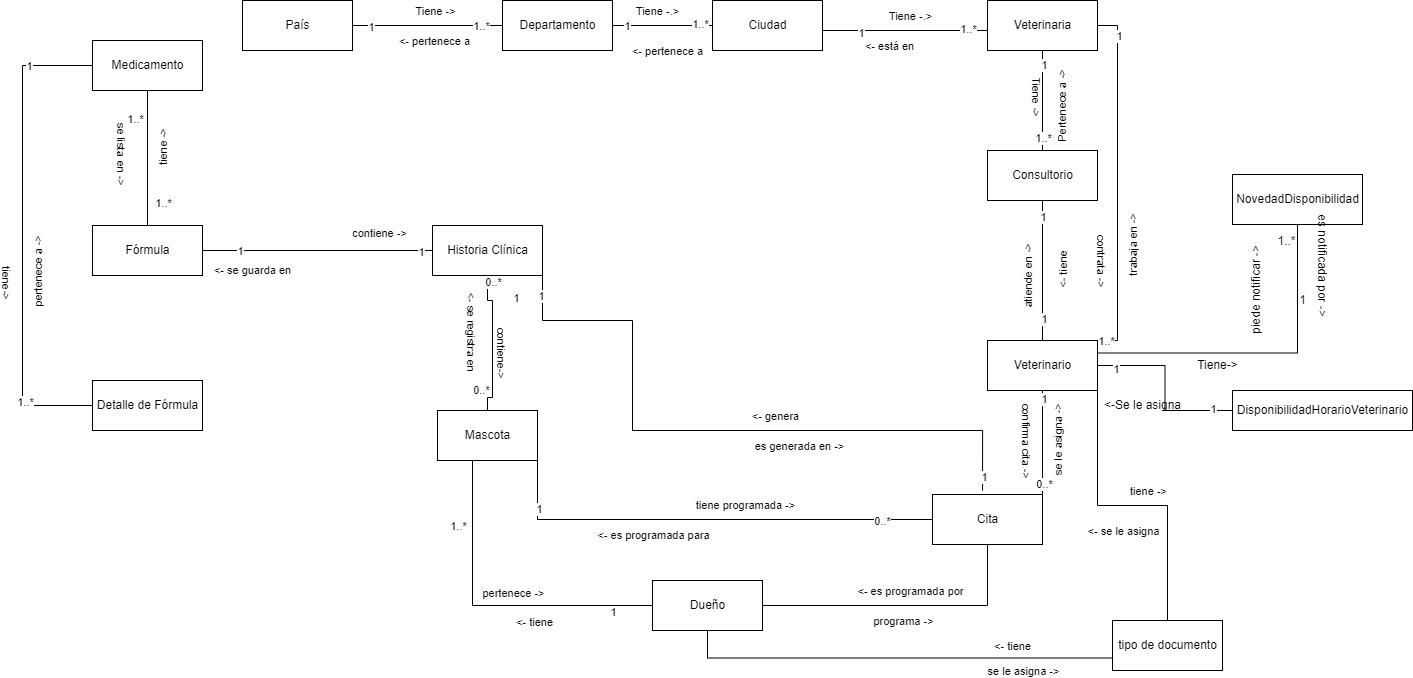 País
Tiene ->
1
1..*
<- pertenece a
Departamento
Tiene -.>
1
1..*
<- pertenece a
Ciudad
Tiene -.>
1
1..*
<- está en
Veterinaria
1
1
Tiene ->
Pertenece a ->
1..*
Medicamento
1
1..*
se lista en ->
tiene ->
1..*
Consultorio
1
atiende en ->
<- tiene
1
contrata ->
trabaja en ->
1..*
NovedadDisponibilidad
1..*
es notificada por ->
piede notificar ->
1
Fórmula
1
contiene ->
1
<- se guarda en
Historia Clínica
0..*
1
1
<- se registra en
contiene->
0..*
tiene ->
<- a penenece
Veterinario
Tiene->
1
<-Se le asigna
1
DisponibilidadHorarioVeterinario
1..*
Detalle de Fórmula
1
confirma cita ->
se le asigna ->
0..*
Mascota
<- genera
es generada en ->
1
1
tiene programada ->
0..*
<- es programada para
Cita
tiene ->
<- se le asigna
1..*
pertenece ->
1
<- tiene
Dueño
<- es programada por
programa ->
tipo de documento
<- tiene
se le asigna ->